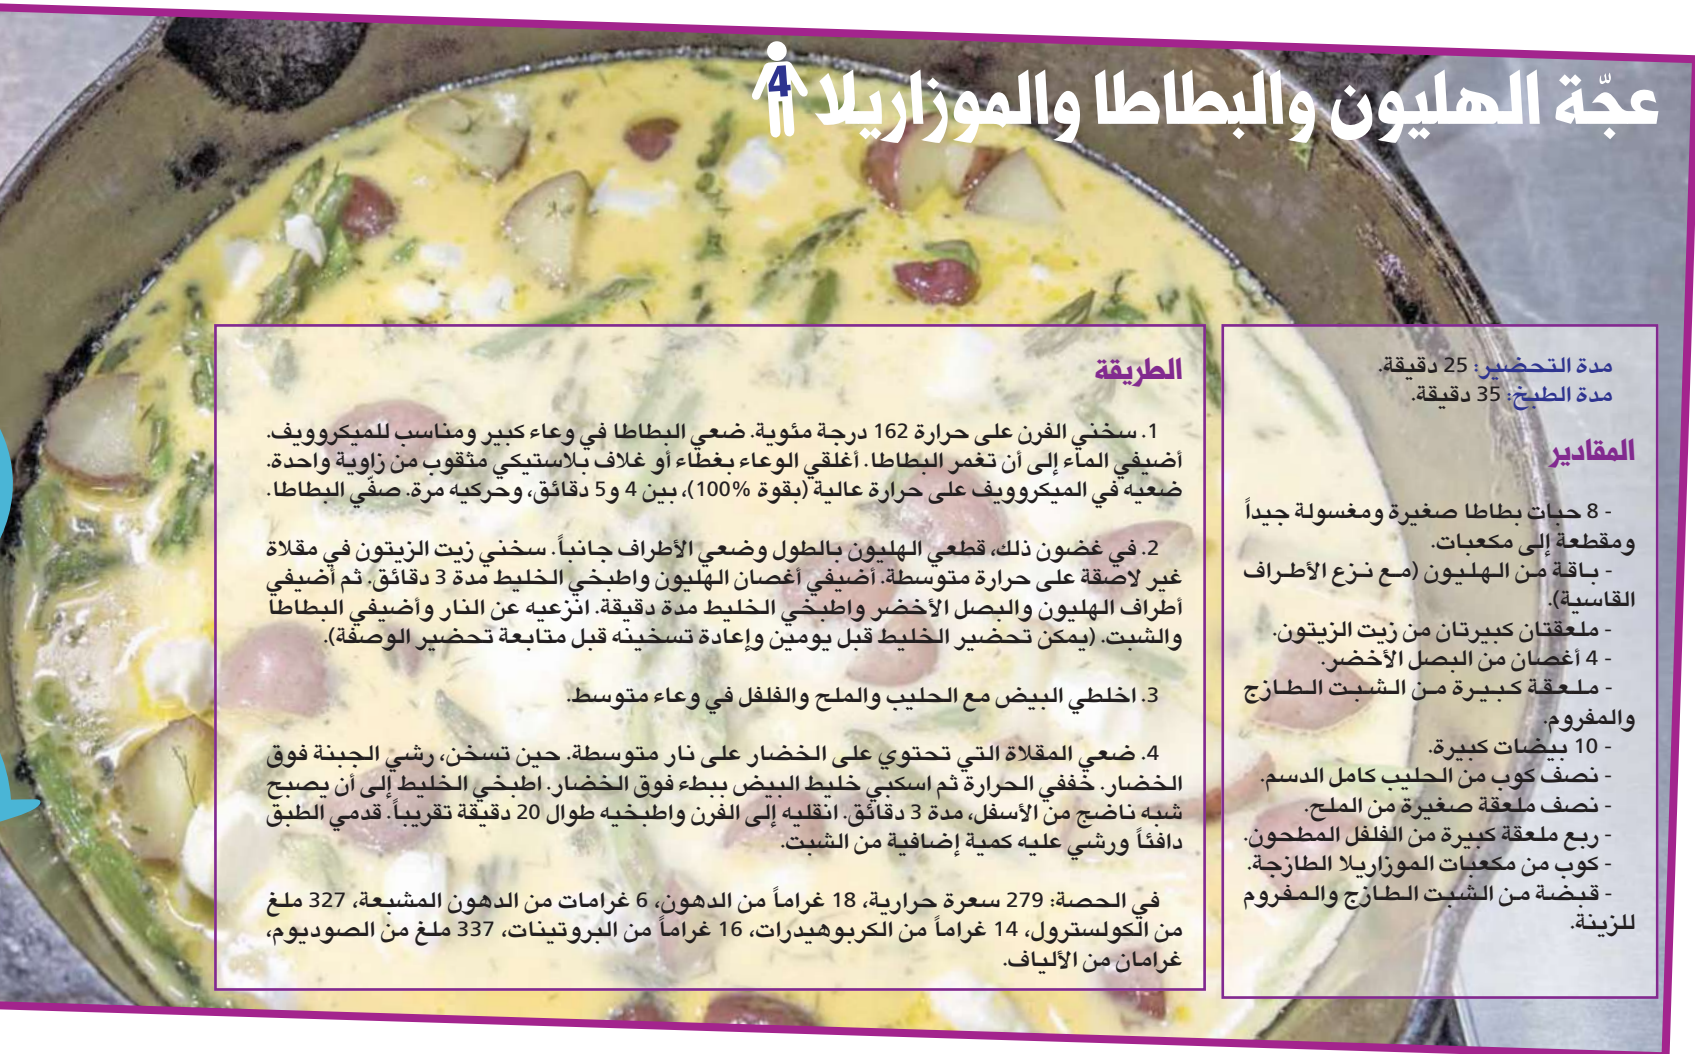 عجّة الهليون والبطاطا والموزاريلا 4
مدة التحضير: 25 دقيقة.
مدة الطبخ: 35 دقيقة.
المقادير
- 8 حبات بطاطا صغيرة ومغسولة جيداً
ومقطعة إلى مكعبات.
- باقة من الهليون (مع نزع الأطراف
القاسية).
- ملعقتان كبيرتان من زيت الزيتون.
- 4 أغصان من البصل الأخضر.
- ملعقة كبيرة من الشبت الطازج
والمفروم.
- 10 بيضات كبيرة.
- نصف كوب من الحليب كامل الدسم.
- نصف ملعقة صغيرة من الملح.
- ربع ملعقة كبيرة من الفلفل المطحون.
- كوب من مكعبات الموزاريلا الطازجة.
- قبضة من الشبت الطازج والمفروم
للزينة.
الطريقة
1. سخني الفرن على حرارة 162 درجة مئوية. ضعي البطاطا في وعاء كبير ومناسب للميكروويف.
أضيفي الماء إلى أن تغمر البطاطا. أغلقي الوعاء بغطاء أو غلاف بلاستيكي مثقوب من زاوية واحدة.
ضعيه في الميكروويف على حرارة عالية (بقوة 100%)، بين 4 و5 دقائق، وحركيه مرة. صفّي البطاطا.
2. في غضون ذلك، قطعي الهليون بالطول وضعي الأطراف جانباً. سخني زيت الزيتون في مقلاة
غير لاصقة على حرارة متوسطة. أضيفي أغصان الهليون واطبخي الخليط مدة 3 دقائق. ثم أضيفي
أطراف الهليون والبصل الأخضر واطبخي الخليط مدة دقيقة. انزعيه عن النار وأضيفي البطاطا
والشبت. (يمكن تحضير الخليط قبل يومين وإعادة تسخينه قبل متابعة تحضير الوصفة).
3. اخلطي البيض مع الحليب والملح والفلفل في وعاء متوسط.
4. ضعي المقلاة التي تحتوي على الخضار على نار متوسطة. حين تسخن، رشي الجبنة فوق
الخضار. خففي الحرارة ثم اسكبي خليط البيض ببطء فوق الخضار. اطبخي الخليط إلى أن يصبح
شبه ناضج من الأسفل، مدة 3 دقائق. انقليه إلى الفرن واطبخيه طوال 20 دقيقة تقريباً. قدمي الطبق
دافئاً ورشي عليه كمية إضافية من الشبت.
في الحصة: 279 سعرة حرارية، 18 غراماً من الدهون، 6 غرامات من الدهون المشبعة، 327 ملغ
من الكولسترول، 14 غراماً من الكربوهيدرات، 16 غراماً من البروتينات، 337 ملغ من الصوديوم،
غرامان من الألياف.